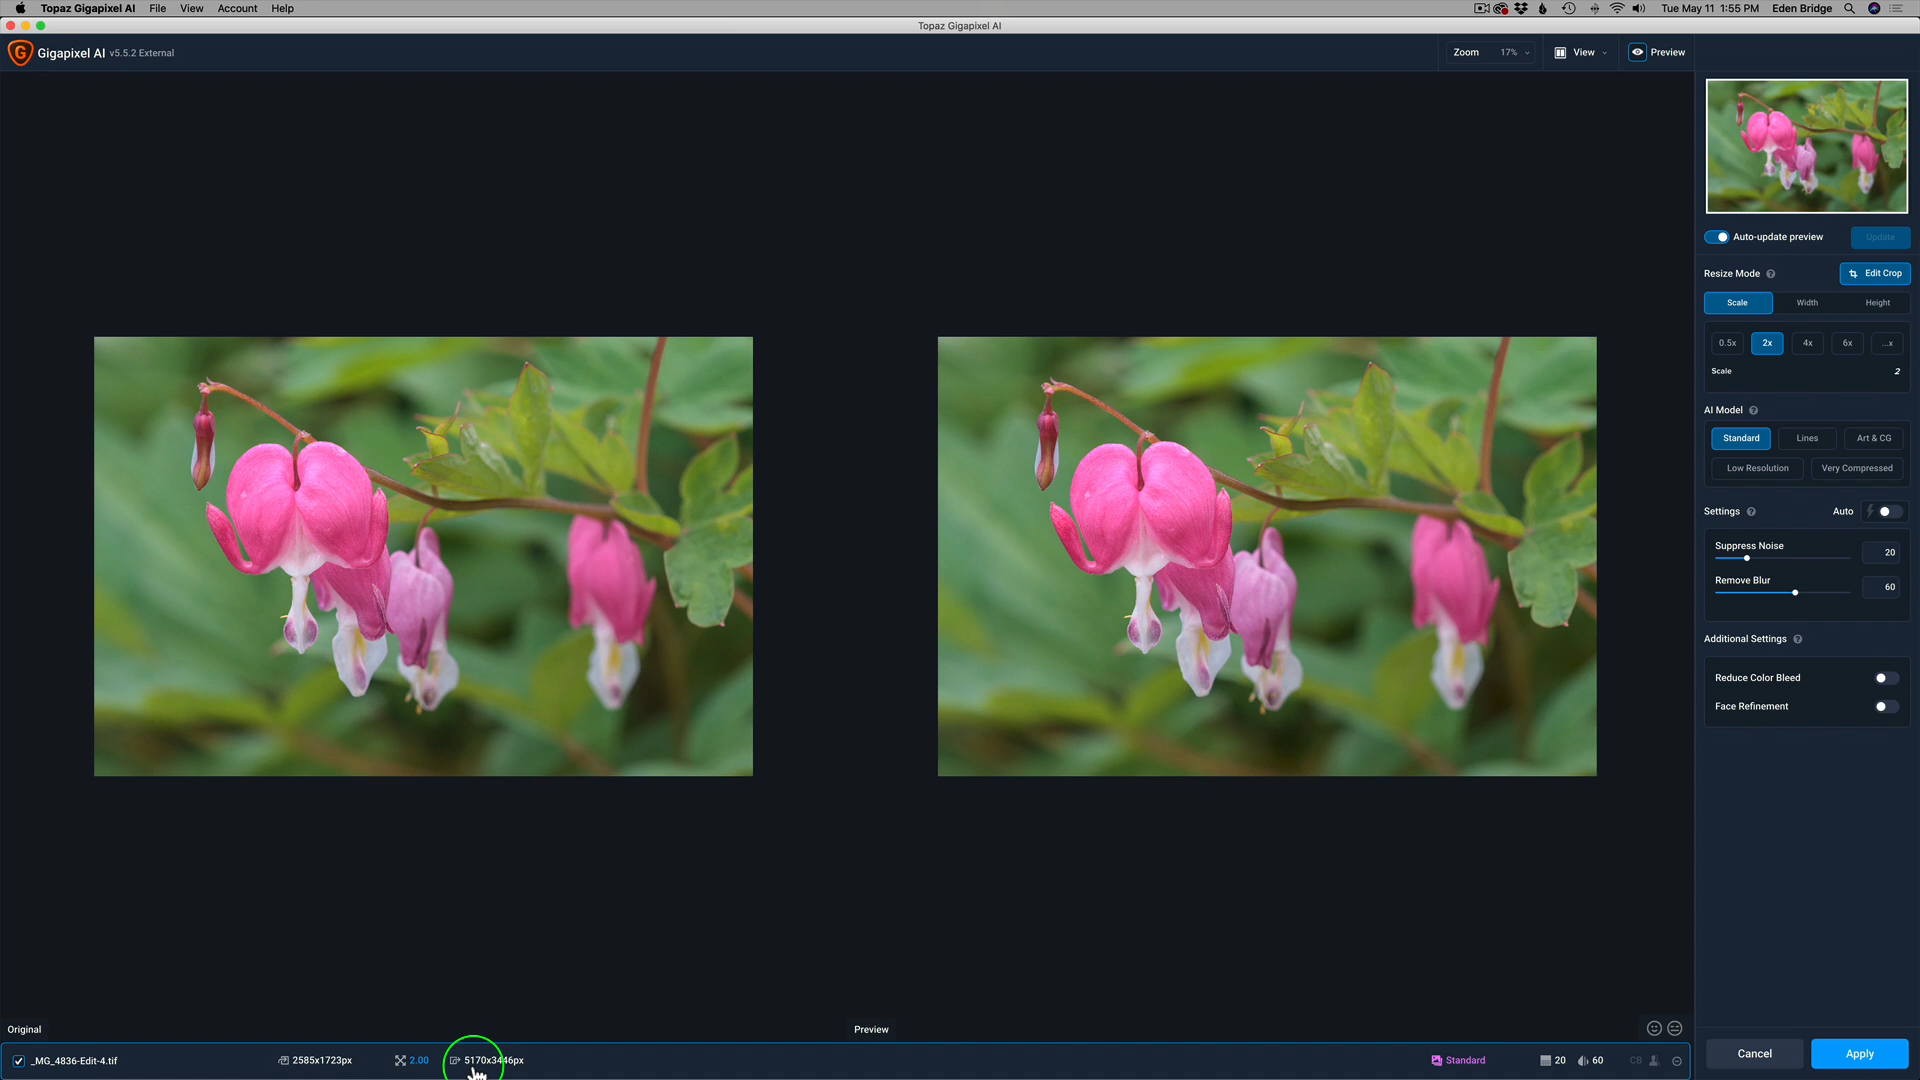 Topaz Gigapixel AI File View Account Help Tue May 11 1:55 PM Eden Bridge
Topaz Gigapixel AI
Gigapixel AI v5.5.2 External Zoom 17% View Preview
Auto-update preview Update
Resize Mode Edit Crop
Scale Width Height
0.5x 2x 4x 6x ...x
Scale 2
AI Model
Standard Lines Art & CG
Low Resolution Very Compressed
Settings Auto
Suppress Noise 20
Remove Blur 60
Additional Settings
Reduce Color Bleed
Face Refinement
Original Preview
_MG_4836-Edit-4.tif 2585x1723px 2.00 5170x3446px Standard 20 60 CB
Cancel Apply